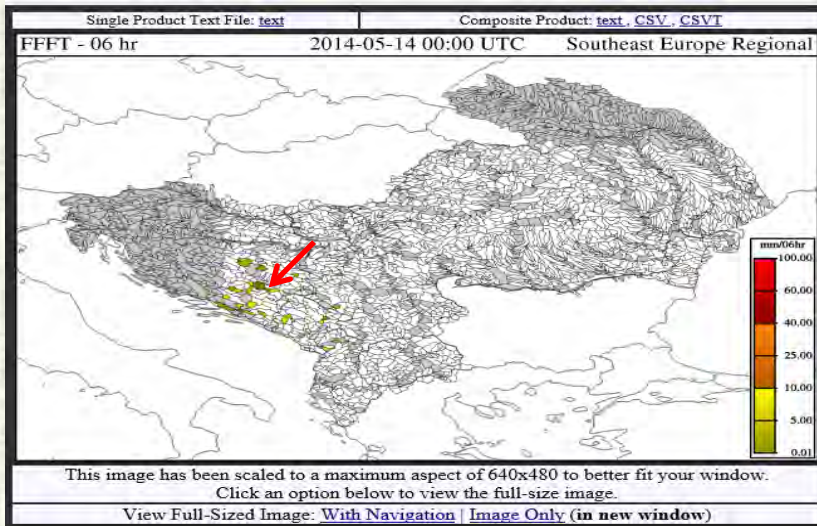 Single Product Text File: text Composite Product: text , CSV , CSVT
FFFT - 06 hr 2014-05-14 00:00 UTC Southeast Europe Regional
mm/06hr
100.00
60.00
40.00
25.00
10.00
5.00
0.01
This image has been scaled to a maximum aspect of 640x480 to better fit your window.
Click an option below to view the full-size image.
View Full-Sized Image: With Navigation | Image Only (in new window)